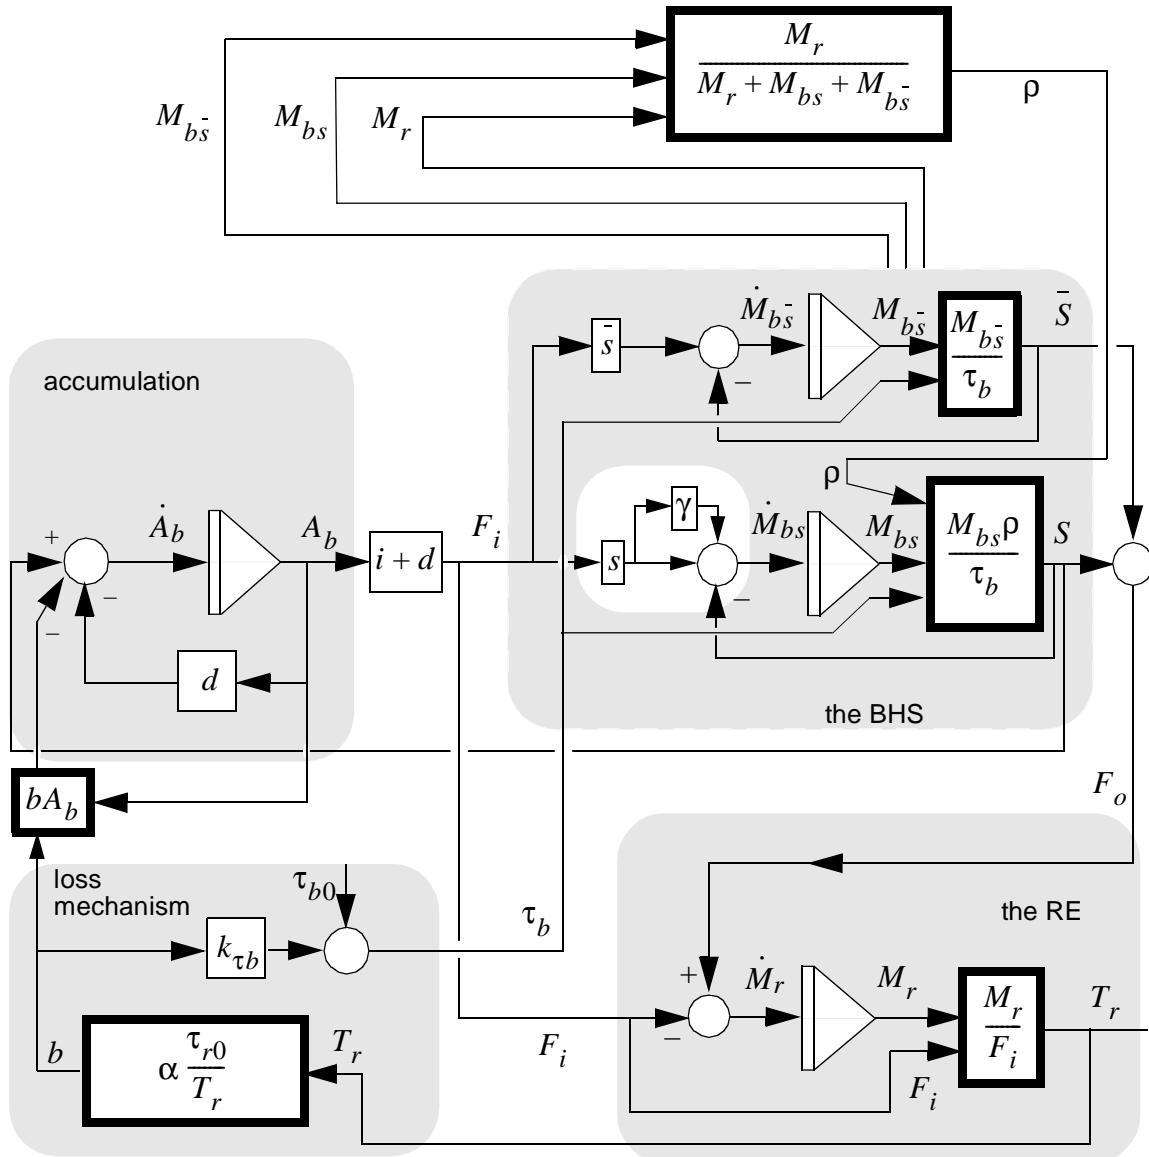 M_r
M_r + M_bs + M_bs̄
ρ
M_bs̄
M_bs
M_r
accumulation
Ṁ_bs̄
M_bs̄
M_bs̄
τ_b
S̄
s̄
−
ρ
γ
+
Ȧ_b
A_b
i + d
F_i
s
Ṁ_bs
M_bs
M_bs ρ
τ_b
S
−
−
−
d
the BHS
bA_b
F_o
loss
mechanism
τ_b0
τ_b
k_τb
the RE
+
Ṁ_r
M_r
M_r
F_i
T_r
−
F_i
F_i
b
α τ_r0
T_r
T_r